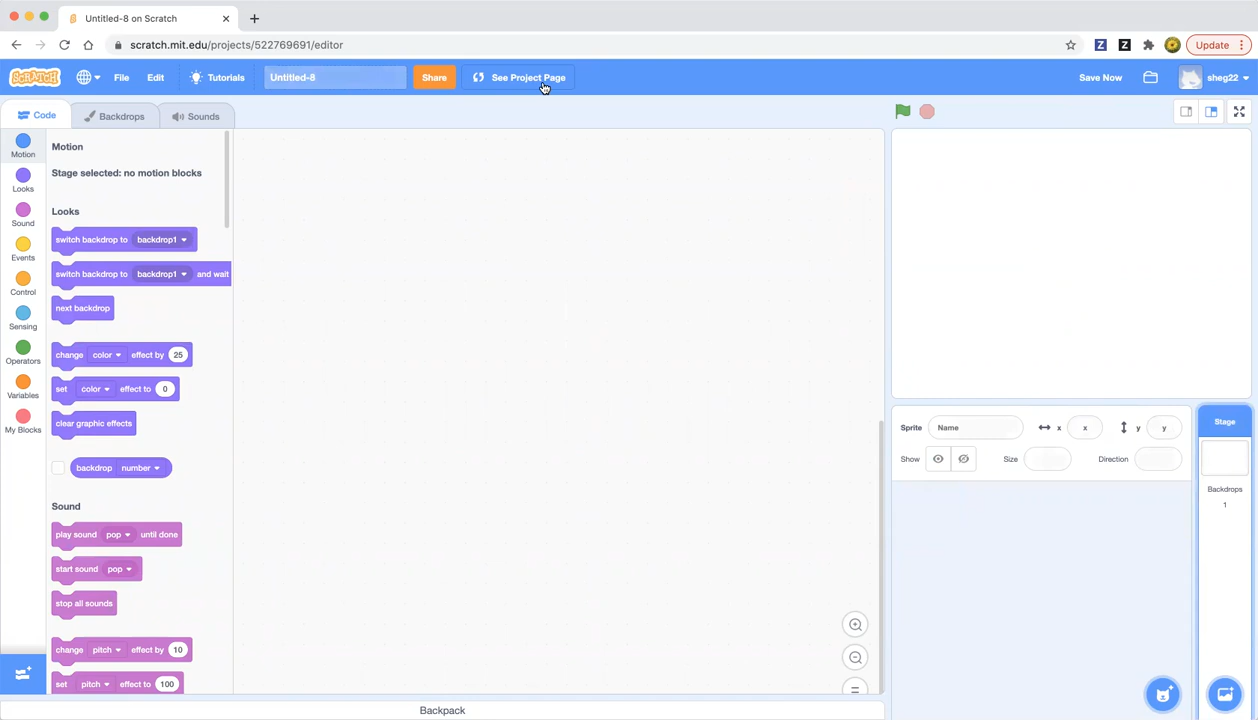 Untitled-8 on Scratch
scratch.mit.edu/projects/522769691/editor
Z
Z
Update
SCRATCH
File
Edit
Tutorials
Untitled-8
Share
See Project Page
Save Now
sheg22
Code
Backdrops
Sounds
Motion
Looks
Sound
Events
Control
Sensing
Operators
Variables
My Blocks
Motion
Stage selected: no motion blocks
Looks
switch backdrop to backdrop1
switch backdrop to backdrop1 and wait
next backdrop
change color effect by 25
set color effect to 0
clear graphic effects
backdrop number
Sound
play sound pop until done
start sound pop
stop all sounds
change pitch effect by 10
set pitch effect to 100
Backpack
Sprite Name x x y y
Show Size Direction
Stage
Backdrops
1